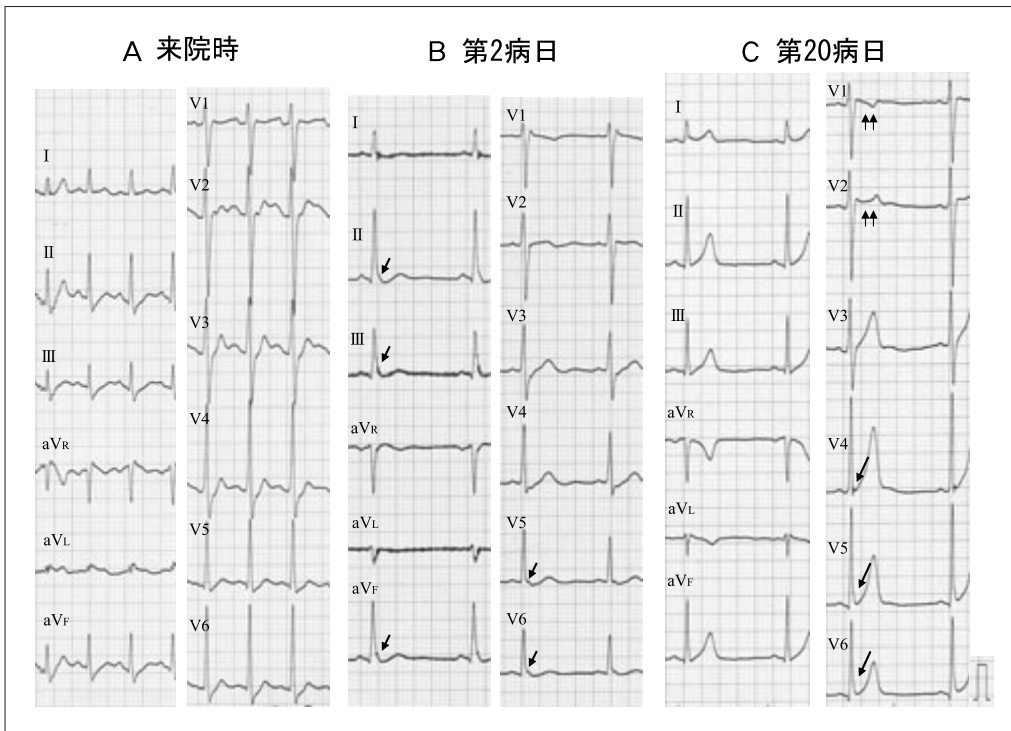 A 来院時
I
II
III
aVR
aVL
aVF
V1
V2
V3
V4
V5
V6
B 第2病日
I
II
III
aVR
aVL
aVF
V1
V2
V3
V4
V5
V6
C 第20病日
I
II
III
aVR
aVL
aVF
V1
V2
V3
V4
V5
V6